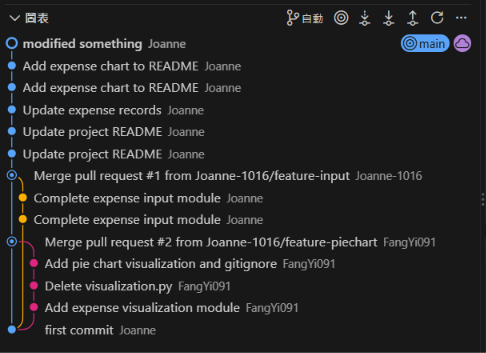 圖表 自動
modified something Joanne main
Add expense chart to README Joanne
Add expense chart to README Joanne
Update expense records Joanne
Update project README Joanne
Update project README Joanne
Merge pull request #1 from Joanne-1016/feature-input Joanne-1016
Complete expense input module Joanne
Complete expense input module Joanne
Merge pull request #2 from Joanne-1016/feature-piechart FangYi091
Add pie chart visualization and gitignore FangYi091
Delete visualization.py FangYi091
Add expense visualization module FangYi091
first commit Joanne